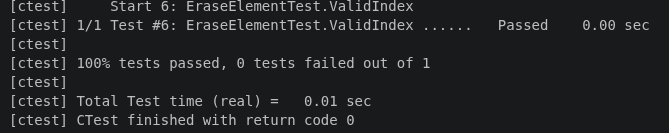 [ctest]     Start 6: EraseElementTest.ValidIndex
[ctest] 1/1 Test #6: EraseElementTest.ValidIndex ......   Passed    0.00 sec
[ctest]
[ctest] 100% tests passed, 0 tests failed out of 1
[ctest]
[ctest] Total Test time (real) =   0.01 sec
[ctest] CTest finished with return code 0